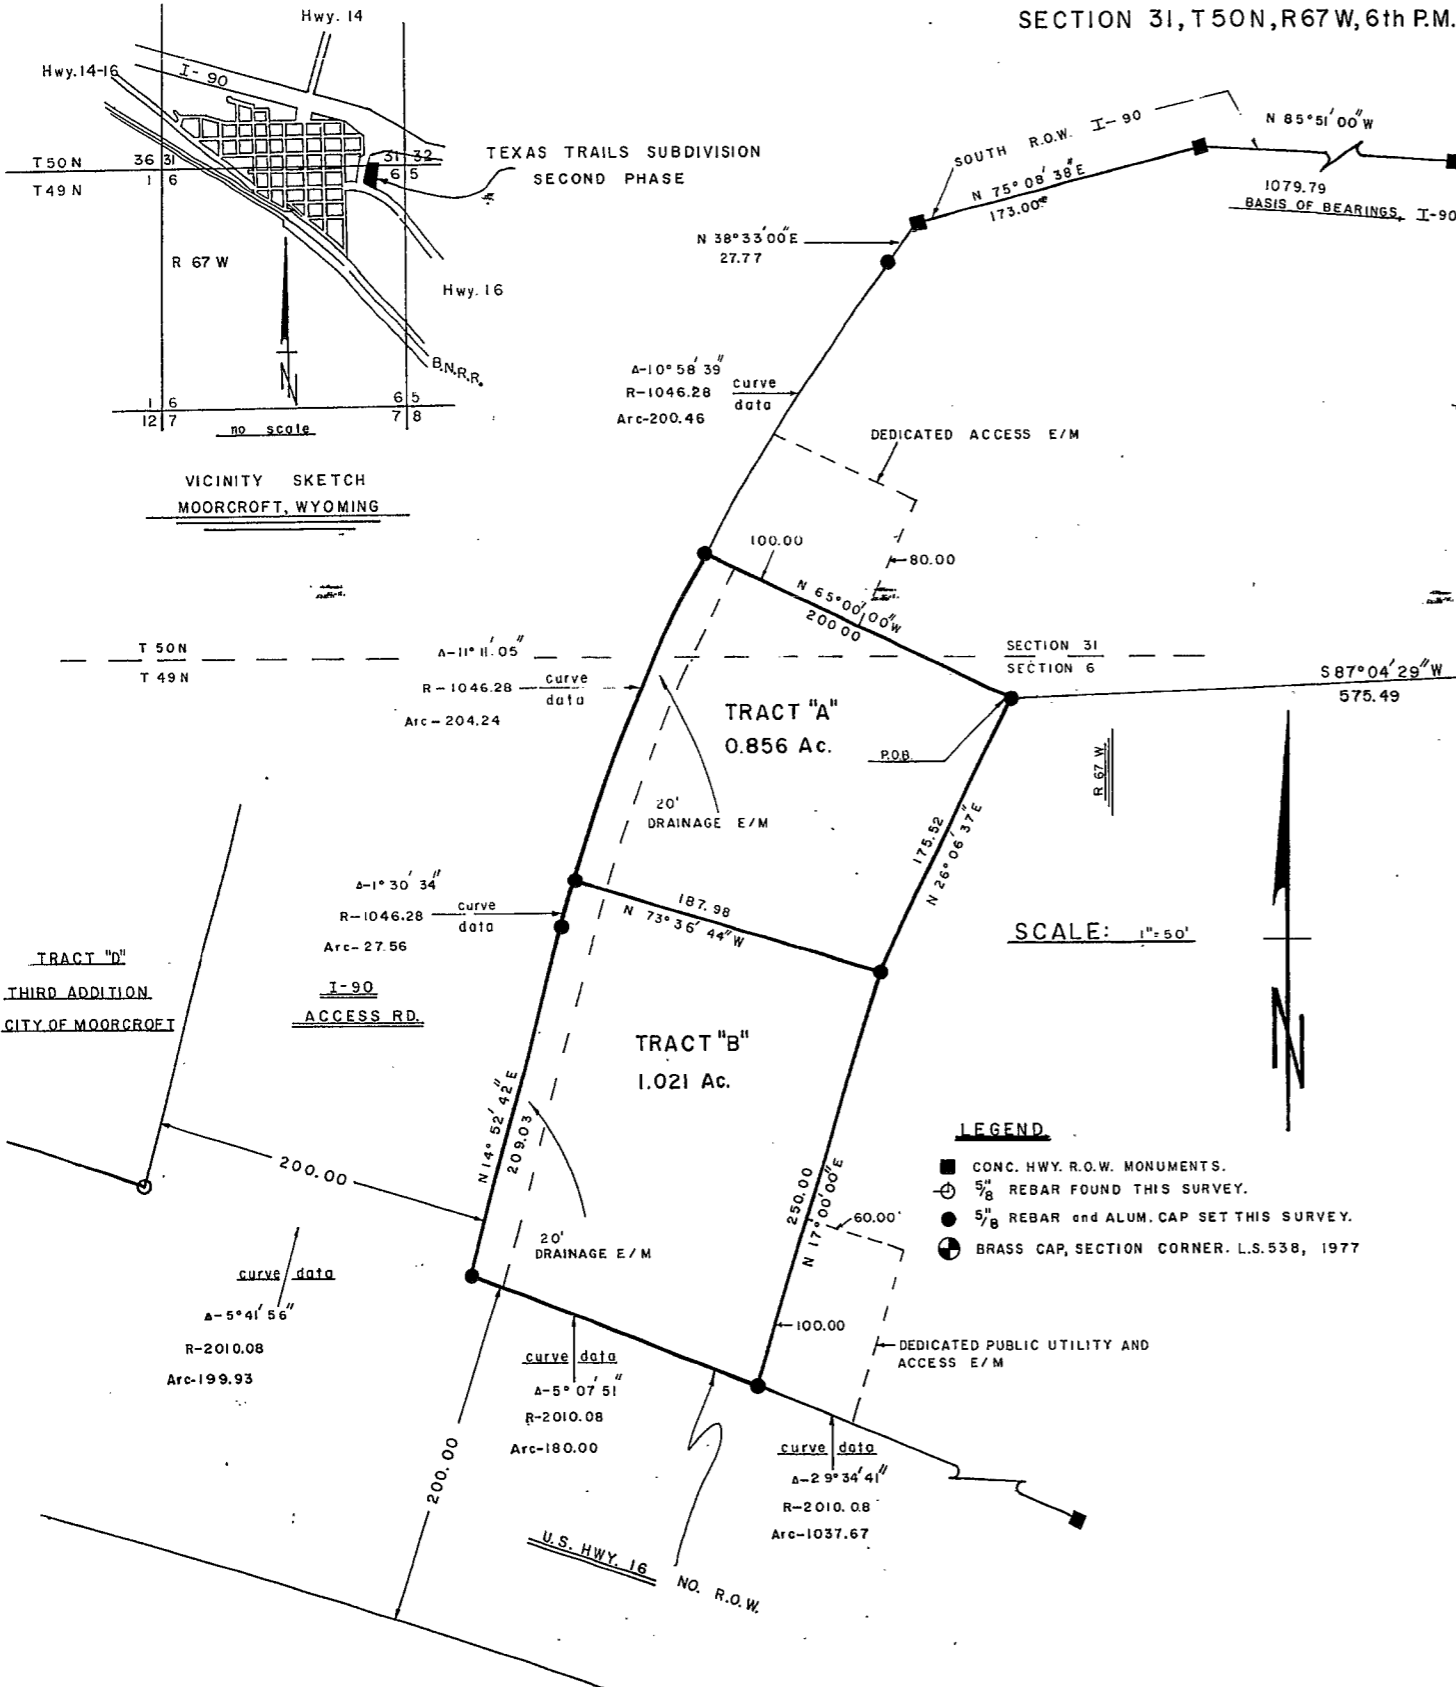 SECTION 31, T50N, R67W, 6th P.M.
Hwy. 14
Hwy. 14-16
I-90
T50N
36 31
31 32
T49N
1 6
6 5
TEXAS TRAILS SUBDIVISION
SECOND PHASE
R 67 W
Hwy. 16
B.N.R.R.
N
1 6
6 5
12 7
7 8
no scale
VICINITY SKETCH
MOORCROFT, WYOMING
SOUTH R.O.W. I-90
N 85°51'00"W
N 75°08'38"E
173.00
1079.79
BASIS OF BEARINGS, I-90
N 38°33'00"E
27.77
Δ-10°58'39"
R-1046.28
Arc-200.46
curve
data
DEDICATED ACCESS E/M
100.00
80.00
N 65°00'00"W
200.00
T 50N
T 49N
SECTION 31
SECTION 6
S87°04'29"W
575.49
Δ-11°11'.05"
R-1046.28
Arc-204.24
curve
data
TRACT "A"
0.856 Ac.
P.O.B.
R 67 W
20'
DRAINAGE E/M
175.52
N 26°06'37"E
Δ-1°30'34"
R-1046.28
Arc-27.56
curve
data
187.98
N 73°36'44"W
SCALE: 1"=50'
TRACT "D"
THIRD ADDITION
CITY OF MOORCROFT
I-90
ACCESS RD.
TRACT "B"
1.021 Ac.
N
N14°52'42"E
209.03
200.00
250.00
N 17°00'00"E
60.00'
LEGEND
CONC. HWY. R.O.W. MONUMENTS.
5/8" REBAR FOUND THIS SURVEY.
5/8" REBAR and ALUM. CAP SET THIS SURVEY.
BRASS CAP, SECTION CORNER. L.S. 538, 1977
20'
DRAINAGE E/M
curve data
Δ-5°41'56"
R-2010.08
Arc-199.93
100.00
DEDICATED PUBLIC UTILITY AND
ACCESS E/M
curve data
Δ-5°07'51"
R-2010.08
Arc-180.00
200.00
curve data
Δ-29°34'41"
R-2010.08
Arc-1037.67
U.S. HWY. 16 NO. R.O.W.